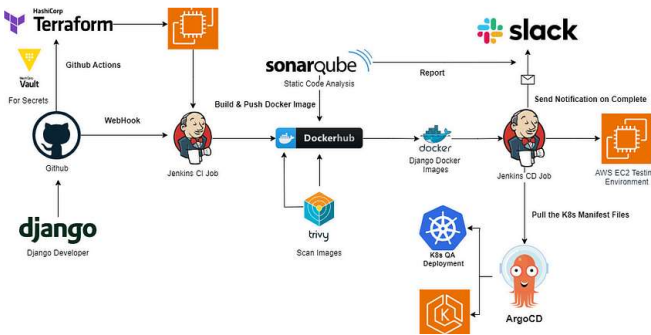 HashiCorp
Terraform
HashiCorp
Vault
For Secrets
Github Actions
Github
WebHook
django
Django Developer
Jenkins CI Job
Build & Push Docker Image
sonarqube
Static Code Analysis
Report
Dockerhub
trivy
Scan Images
docker
Django Docker
Images
slack
Send Notification on Complete
Jenkins CD Job
AWS EC2 Testing
Environment
Pull the K8s Manifest Files
K8s QA
Deployment
K
ArgoCD